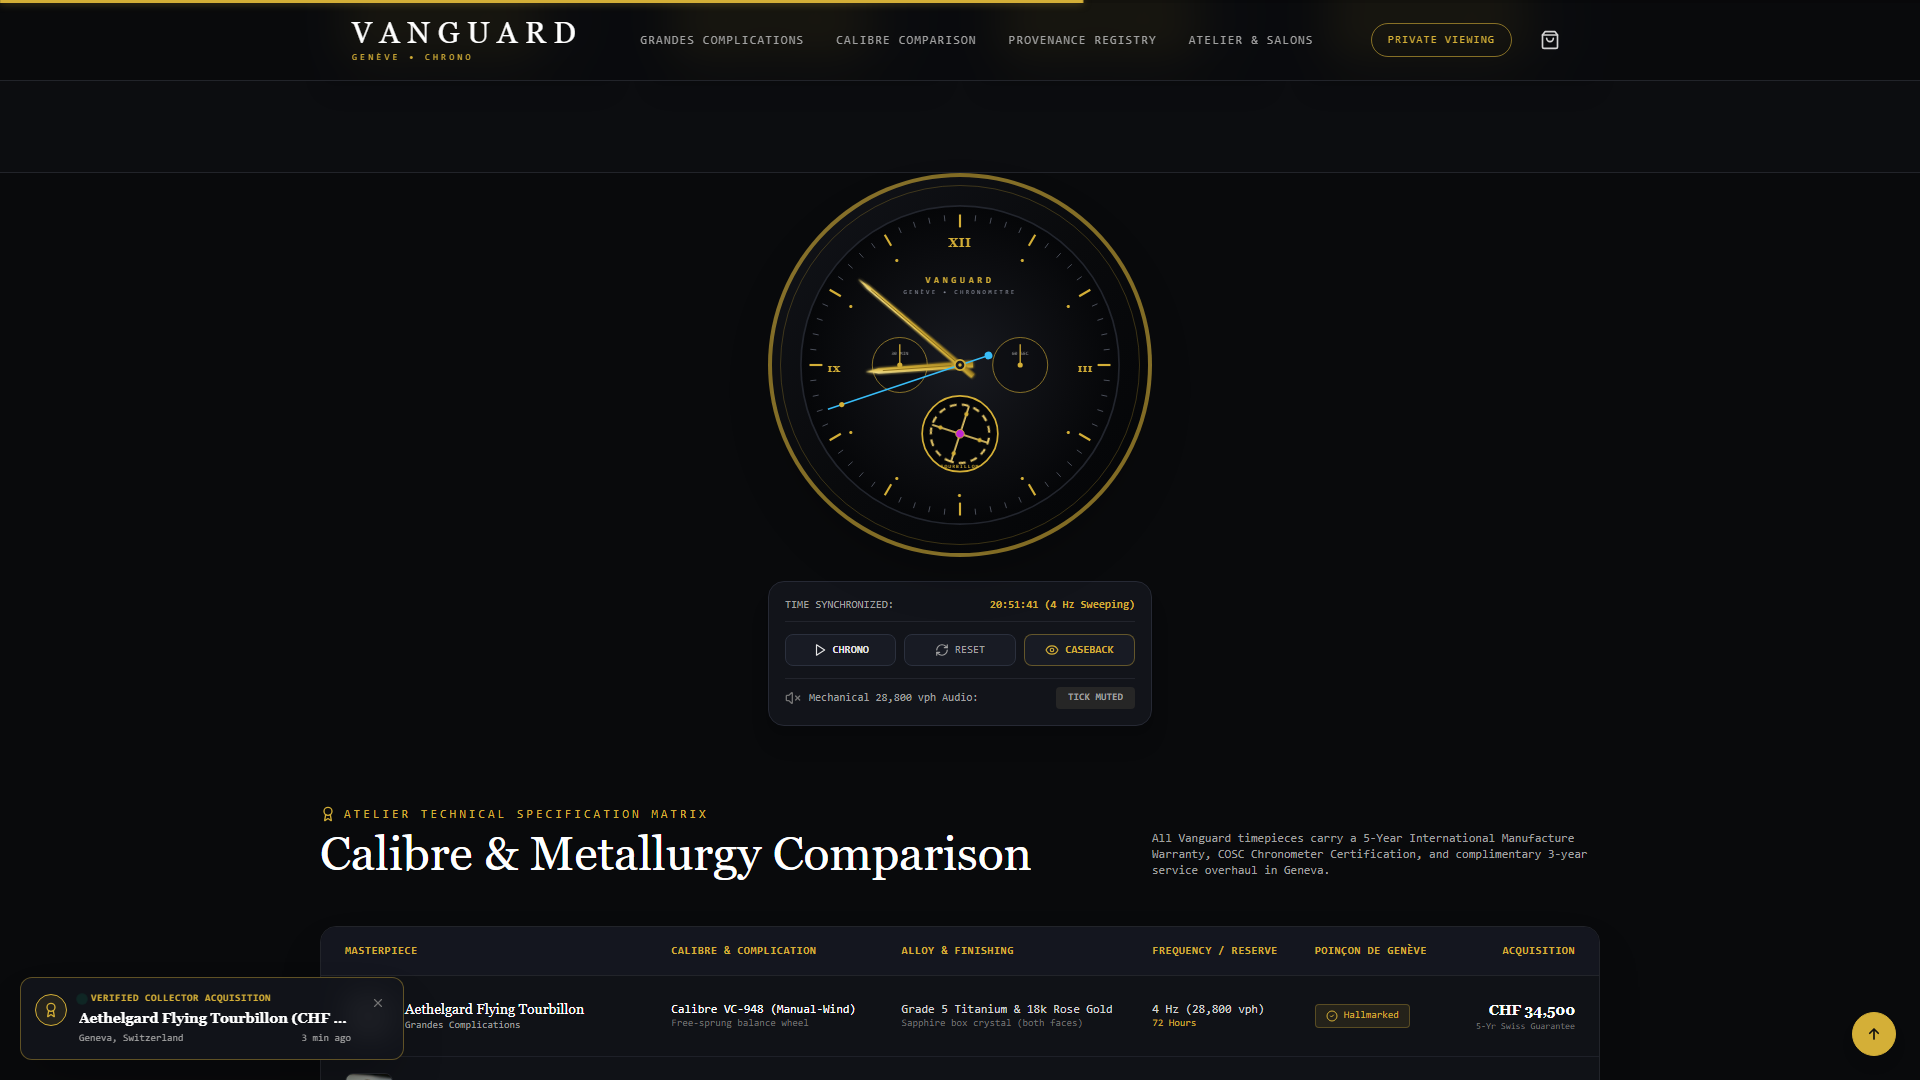 VANGUARD
GENÈVE • CHRONO
GRANDES COMPLICATIONS
CALIBRE COMPARISON
PROVENANCE REGISTRY
ATELIER & SALONS
PRIVATE VIEWING
XII
VANGUARD
GENÈVE • CHRONOMETRE
IX
III
TOURBILLON
TIME SYNCHRONIZED:
20:51:41 (4 Hz Sweeping)
CHRONO
RESET
CASEBACK
Mechanical 28,800 vph Audio:
TICK MUTED
ATELIER TECHNICAL SPECIFICATION MATRIX
Calibre & Metallurgy Comparison
All Vanguard timepieces carry a 5-Year International Manufacture
Warranty, COSC Chronometer Certification, and complimentary 3-year
service overhaul in Geneva.
MASTERPIECE
CALIBRE & COMPLICATION
ALLOY & FINISHING
FREQUENCY / RESERVE
POINÇON DE GENÈVE
ACQUISITION
Aethelgard Flying Tourbillon
Grandes Complications
Calibre VC-948 (Manual-Wind)
Free-sprung balance wheel
Grade 5 Titanium & 18k Rose Gold
Sapphire box crystal (both faces)
4 Hz (28,800 vph)
72 Hours
Hallmarked
CHF 34,500
5-Yr Swiss Guarantee
VERIFIED COLLECTOR ACQUISITION
Aethelgard Flying Tourbillon (CHF ...
Geneva, Switzerland
3 min ago